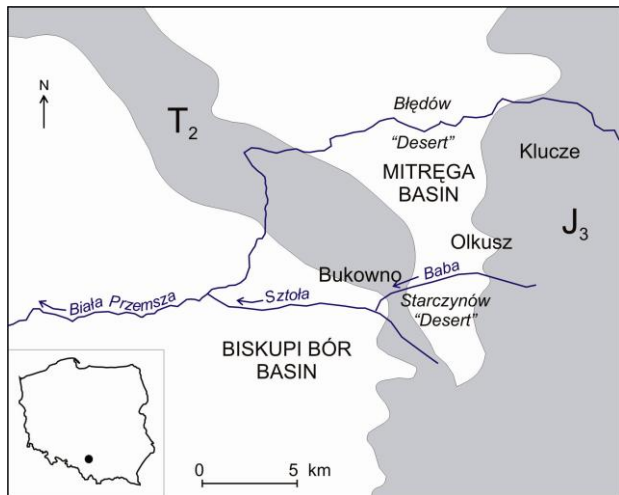 N
T2
Błędów
"Desert"
MITRĘGA
BASIN
Klucze
J3
Olkusz
Bukowno
Baba
Starczynów
"Desert"
Sztoła
Biała Przemsza
BISKUPI BÓR
BASIN
0 5 km